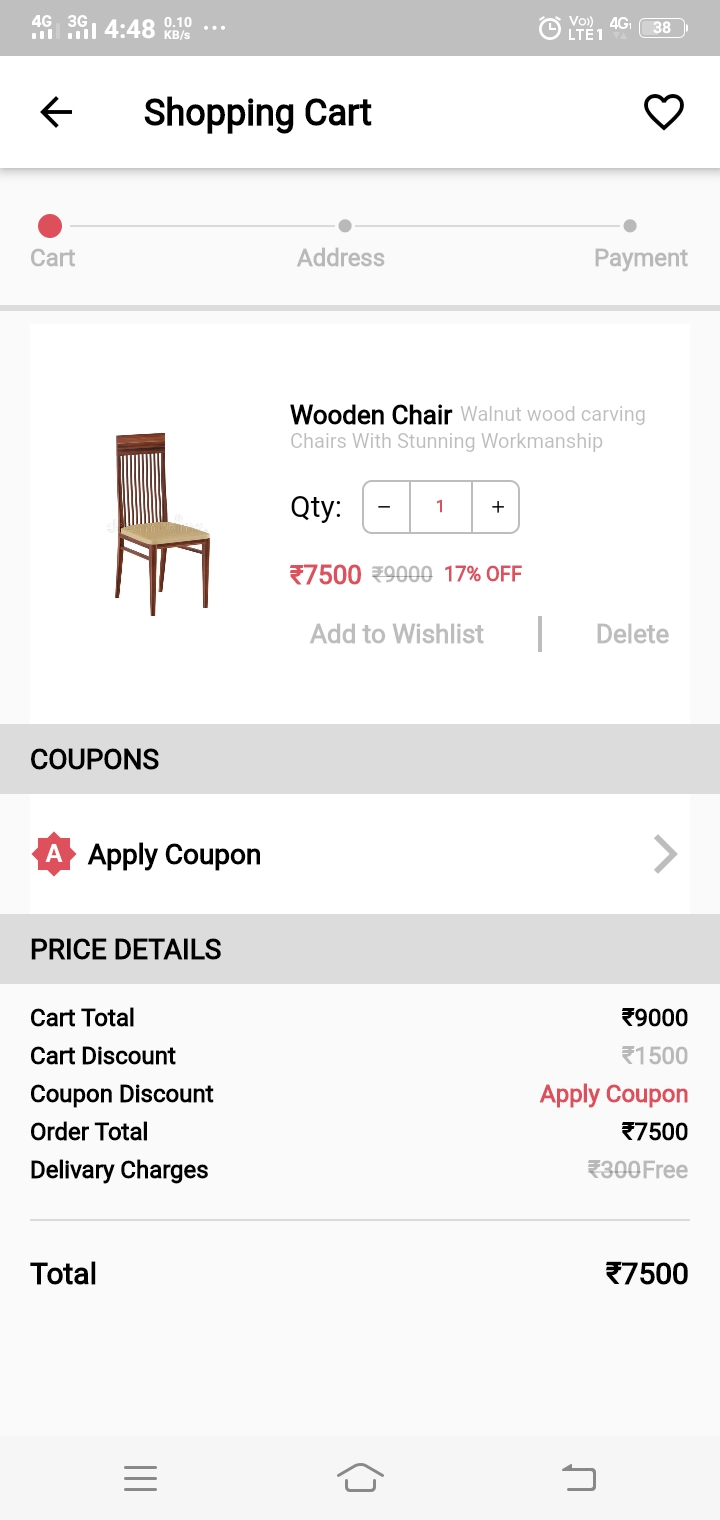 4G 3G 4:48 0.10 KB/s ... Vo)) LTE1 4G 38
Shopping Cart
Cart Address Payment
Wooden Chair Walnut wood carving
Chairs With Stunning Workmanship
Qty: − 1 +
₹7500 ₹9000 17% OFF
Add to Wishlist Delete
COUPONS
A Apply Coupon
PRICE DETAILS
Cart Total ₹9000
Cart Discount ₹1500
Coupon Discount Apply Coupon
Order Total ₹7500
Delivary Charges ₹300Free
Total ₹7500